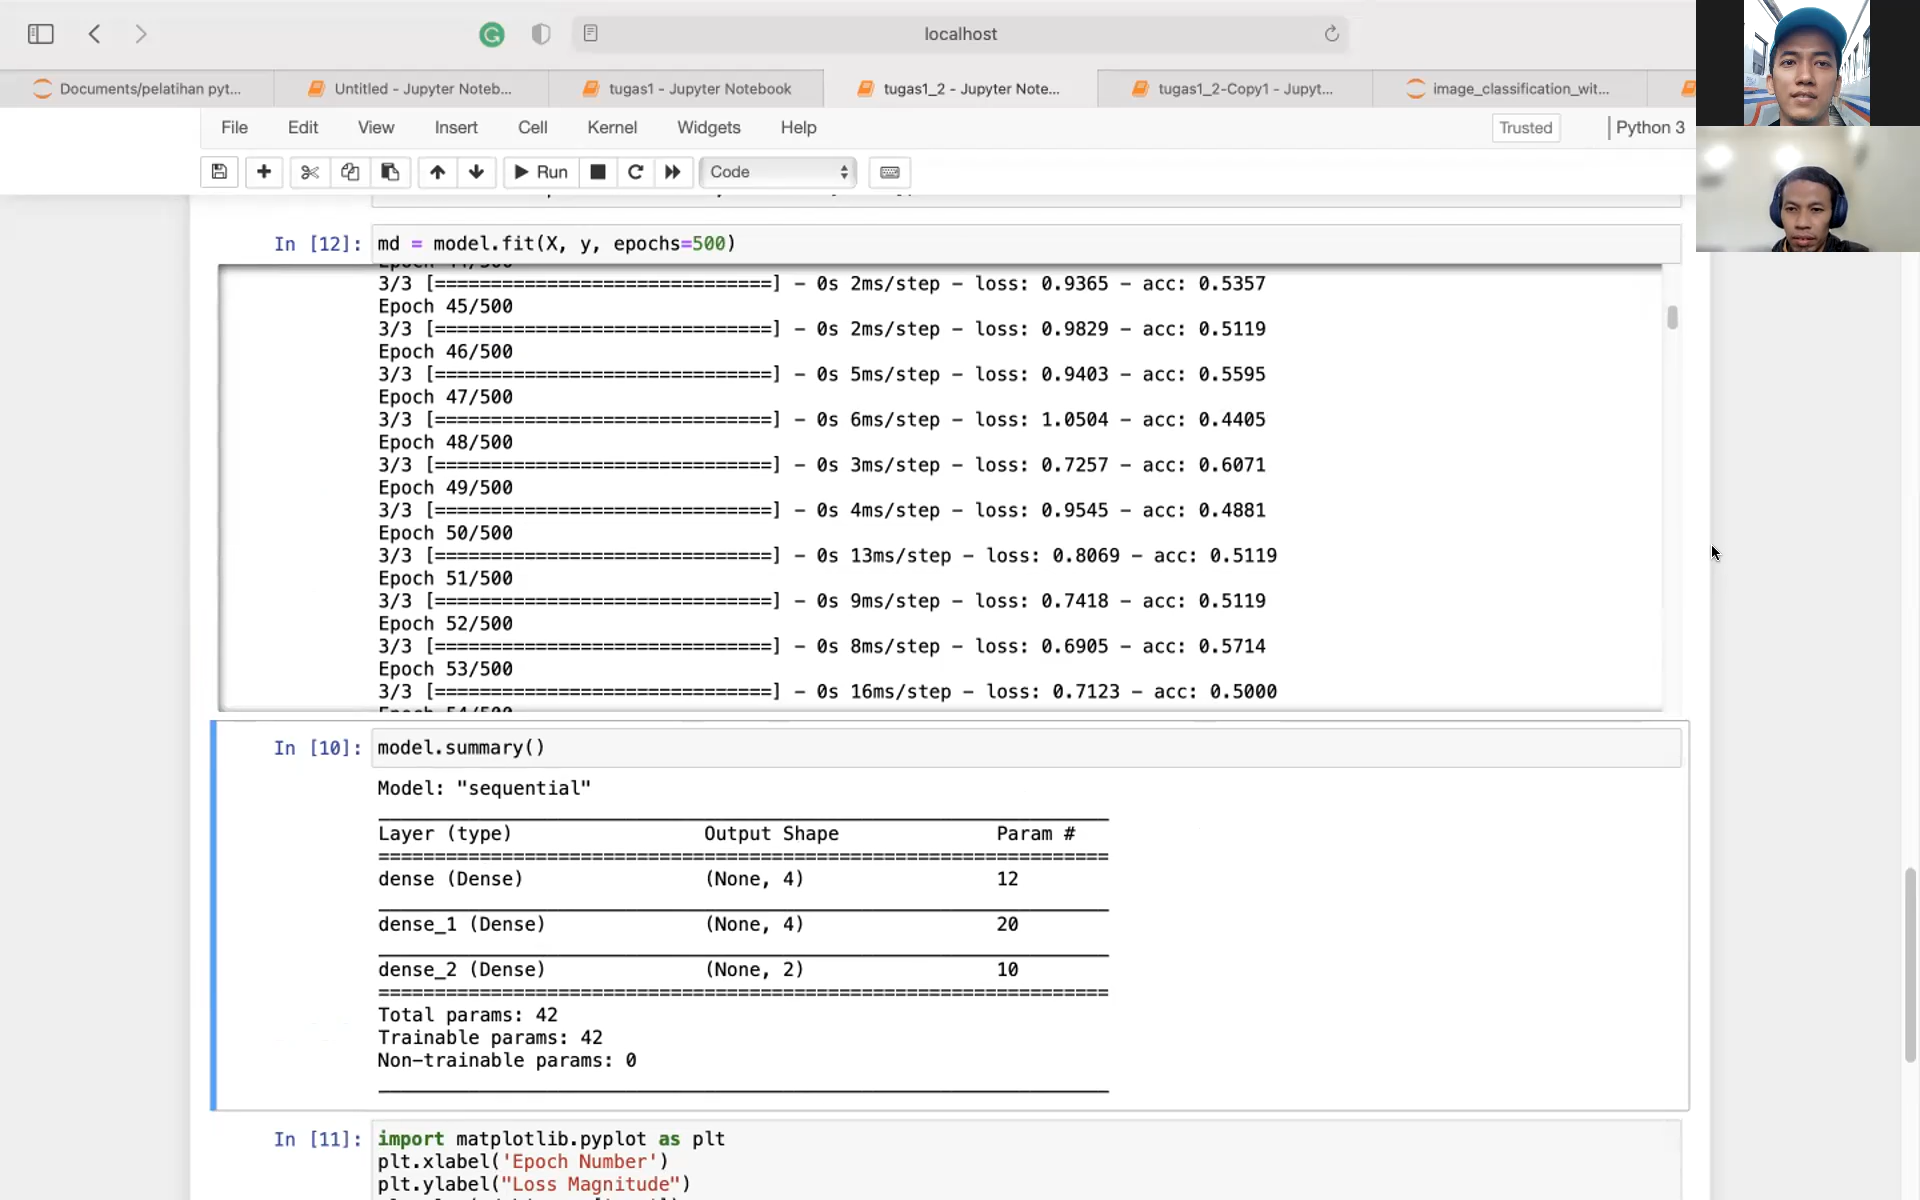 localhost
Documents/pelatihan pyt...
Untitled - Jupyter Noteb...
tugas1 - Jupyter Notebook
tugas1_2 - Jupyter Note...
tugas1_2-Copy1 - Jupyt...
image_classification_wit...
File Edit View Insert Cell Kernel Widgets Help
Trusted
Python 3
Run
Code
In [12]: md = model.fit(X, y, epochs=500)
3/3 [==============================] - 0s 2ms/step - loss: 0.9365 - acc: 0.5357
Epoch 45/500
3/3 [==============================] - 0s 2ms/step - loss: 0.9829 - acc: 0.5119
Epoch 46/500
3/3 [==============================] - 0s 5ms/step - loss: 0.9403 - acc: 0.5595
Epoch 47/500
3/3 [==============================] - 0s 6ms/step - loss: 1.0504 - acc: 0.4405
Epoch 48/500
3/3 [==============================] - 0s 3ms/step - loss: 0.7257 - acc: 0.6071
Epoch 49/500
3/3 [==============================] - 0s 4ms/step - loss: 0.9545 - acc: 0.4881
Epoch 50/500
3/3 [==============================] - 0s 13ms/step - loss: 0.8069 - acc: 0.5119
Epoch 51/500
3/3 [==============================] - 0s 9ms/step - loss: 0.7418 - acc: 0.5119
Epoch 52/500
3/3 [==============================] - 0s 8ms/step - loss: 0.6905 - acc: 0.5714
Epoch 53/500
3/3 [==============================] - 0s 16ms/step - loss: 0.7123 - acc: 0.5000
Epoch 54/500
In [10]: model.summary()
Model: "sequential"
Layer (type) Output Shape Param #
=================================================================
dense (Dense) (None, 4) 12
dense_1 (Dense) (None, 4) 20
dense_2 (Dense) (None, 2) 10
=================================================================
Total params: 42
Trainable params: 42
Non-trainable params: 0
In [11]: import matplotlib.pyplot as plt
plt.xlabel('Epoch Number')
plt.ylabel("Loss Magnitude")